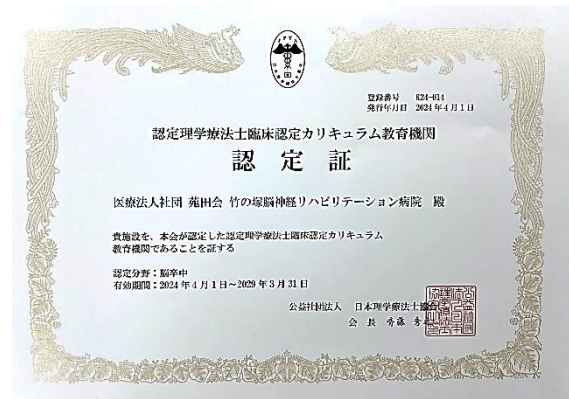 登録番号 K24-014
発行年月日 2024年4月1日
認定理学療法士臨床認定カリキュラム教育機関
認定証
医療法人社団 苑田会 竹の塚脳神経リハビリテーション病院 殿
貴施設を、本会が認定した認定理学療法士臨床認定カリキュラム
教育機関であることを証する
認定分野：脳卒中
有効期間：2024年4月1日～2029年3月31日
公益社団法人 日本理学療法士協会
会長 斉藤 秀